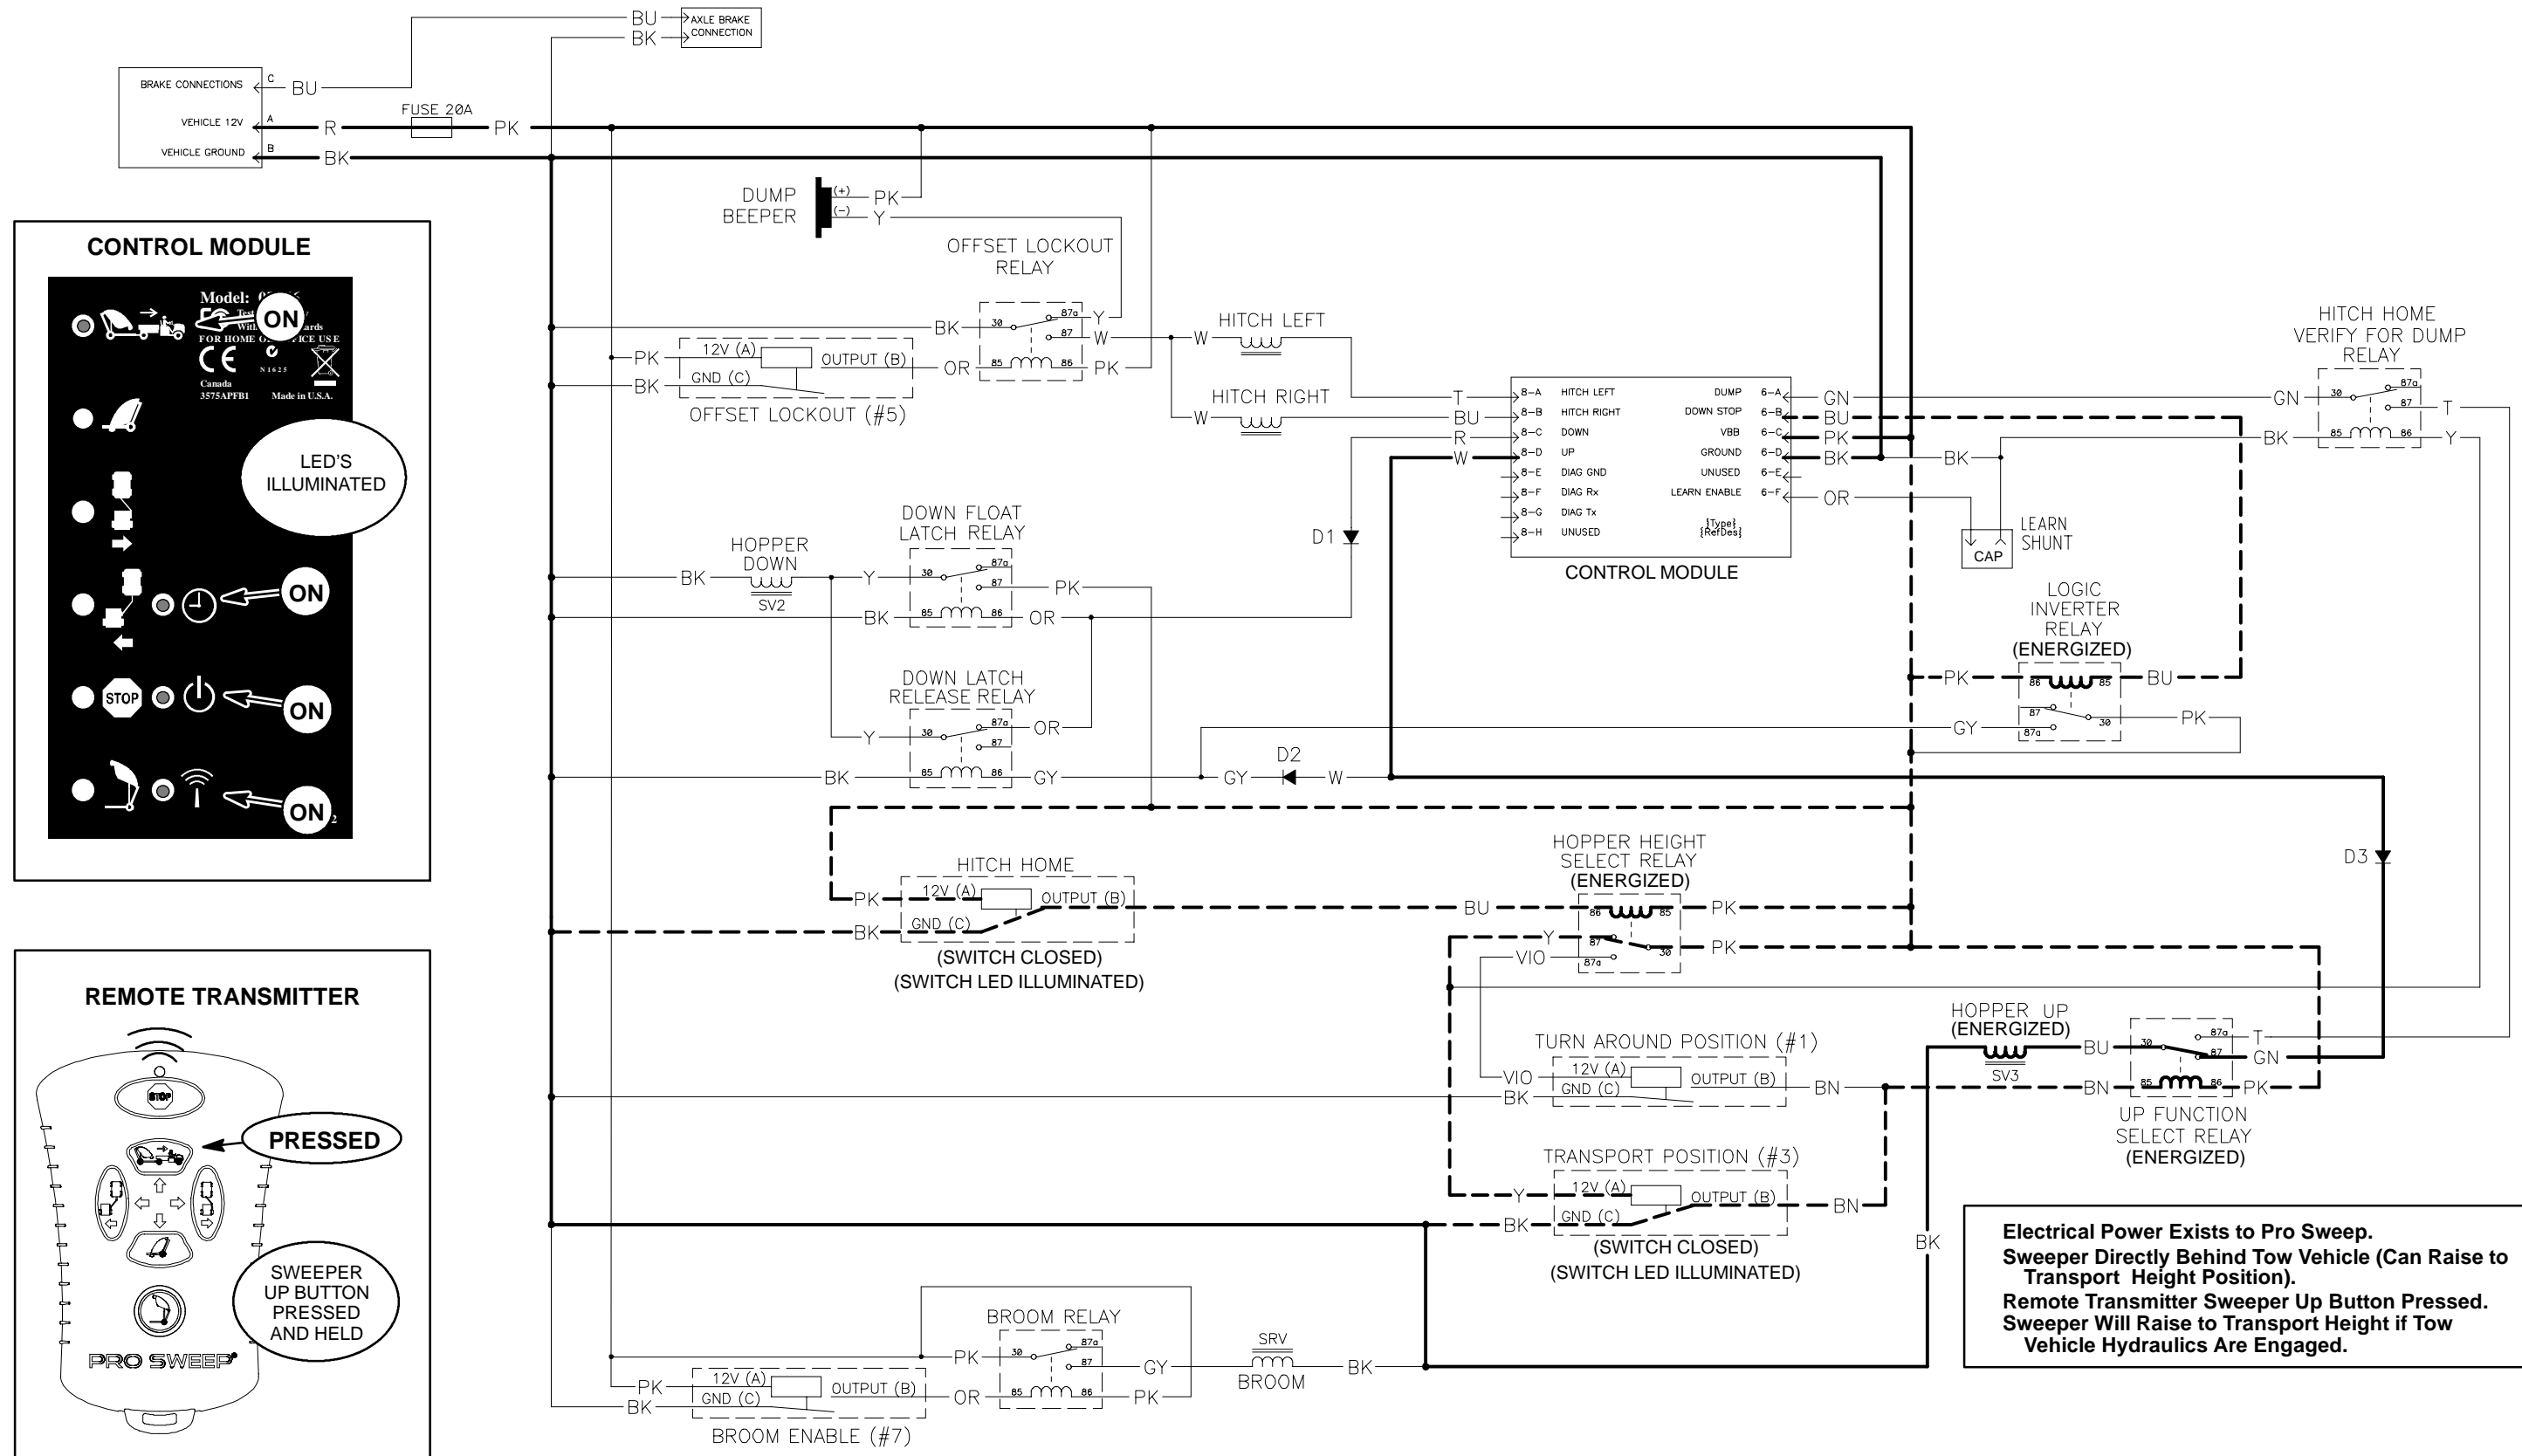 BU
AXLE BRAKE
CONNECTION
BK
BRAKE CONNECTIONS
C
BU
VEHICLE 12V
A
R
FUSE 20A
PK
VEHICLE GROUND
B
BK
CONTROL MODULE
Model:
ON
FOR HOME
ICE USE
CE
N1625
Canada
3575APFB1
Made in U.S.A.
LED'S
ILLUMINATED
ON
STOP
ON
ON
2
REMOTE TRANSMITTER
STOP
PRESSED
SWEEPER
UP BUTTON
PRESSED
AND HELD
PRO SWEEP
DUMP
BEEPER
(+)
PK
(-)
Y
OFFSET LOCKOUT
RELAY
BK
30
87a
Y
87
W
85
86
PK
PK
12V (A)
OUTPUT (B)
OR
BK
GND (C)
OFFSET LOCKOUT (#5)
W
HITCH LEFT
W
HITCH RIGHT
T
BU
R
W
8-A HITCH LEFT
8-B HITCH RIGHT
8-C DOWN
8-D UP
8-E DIAG GND
8-F DIAG Rx
8-G DIAG Tx
8-H UNUSED
DUMP 6-A
DOWN STOP 6-B
VBB 6-C
GROUND 6-D
UNUSED 6-E
LEARN ENABLE 6-F
{Type}
{RefDes}
CONTROL MODULE
GN
BU
PK
BK
OR
BK
LEARN
SHUNT
CAP
HITCH HOME
VERIFY FOR DUMP
RELAY
GN
30
87a
87
T
BK
85
86
Y
D1
HOPPER
DOWN
BK
SV2
Y
DOWN FLOAT
LATCH RELAY
30
87a
87
PK
BK
85
86
OR
DOWN LATCH
RELEASE RELAY
Y
30
87a
OR
87
BK
85
86
GY
GY
D2
W
LOGIC
INVERTER
RELAY
(ENERGIZED)
PK
86
85
BU
87
30
PK
GY
87a
HITCH HOME
PK
12V (A)
OUTPUT (B)
BK
GND (C)
(SWITCH CLOSED)
(SWITCH LED ILLUMINATED)
HOPPER HEIGHT
SELECT RELAY
(ENERGIZED)
BU
86
85
PK
Y
87
30
PK
VIO
87a
D3
TURN AROUND POSITION (#1)
VIO
12V (A)
OUTPUT (B)
BN
BK
GND (C)
TRANSPORT POSITION (#3)
Y
12V (A)
OUTPUT (B)
BN
BK
GND (C)
(SWITCH CLOSED)
(SWITCH LED ILLUMINATED)
HOPPER UP
(ENERGIZED)
SV3
BU
BN
30
87a
T
87
GN
85
86
PK
UP FUNCTION
SELECT RELAY
(ENERGIZED)
BK
BROOM RELAY
PK
30
87a
87
GY
85
86
PK
SRV
BROOM
BK
PK
12V (A)
OUTPUT (B)
OR
BK
GND (C)
BROOM ENABLE (#7)
Electrical Power Exists to Pro Sweep.
Sweeper Directly Behind Tow Vehicle (Can Raise to
Transport Height Position).
Remote Transmitter Sweeper Up Button Pressed.
Sweeper Will Raise to Transport Height if Tow
Vehicle Hydraulics Are Engaged.